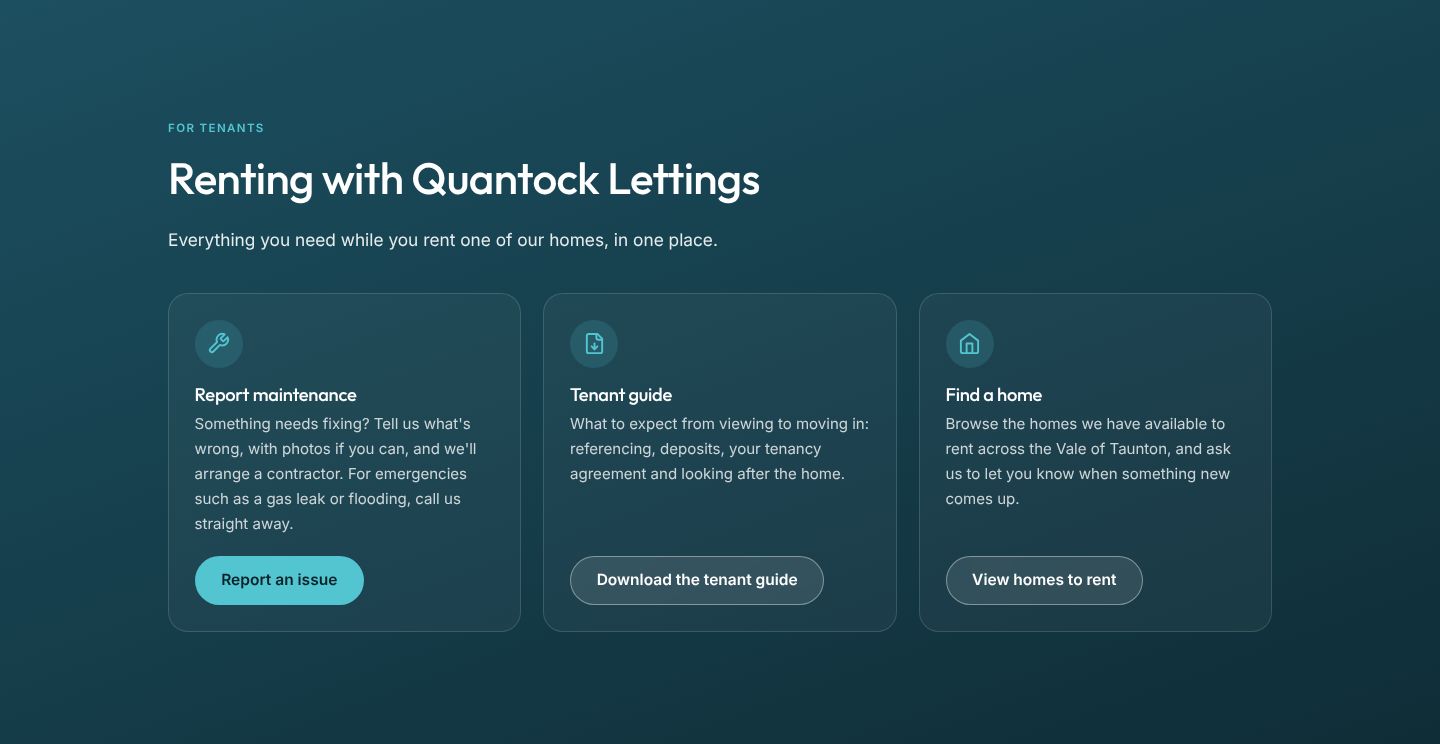 FOR TENANTS
Renting with Quantock Lettings
Everything you need while you rent one of our homes, in one place.
Report maintenance
Something needs fixing? Tell us what's
wrong, with photos if you can, and we'll
arrange a contractor. For emergencies
such as a gas leak or flooding, call us
straight away.
Report an issue
Tenant guide
What to expect from viewing to moving in:
referencing, deposits, your tenancy
agreement and looking after the home.
Download the tenant guide
Find a home
Browse the homes we have available to
rent across the Vale of Taunton, and ask
us to let you know when something new
comes up.
View homes to rent